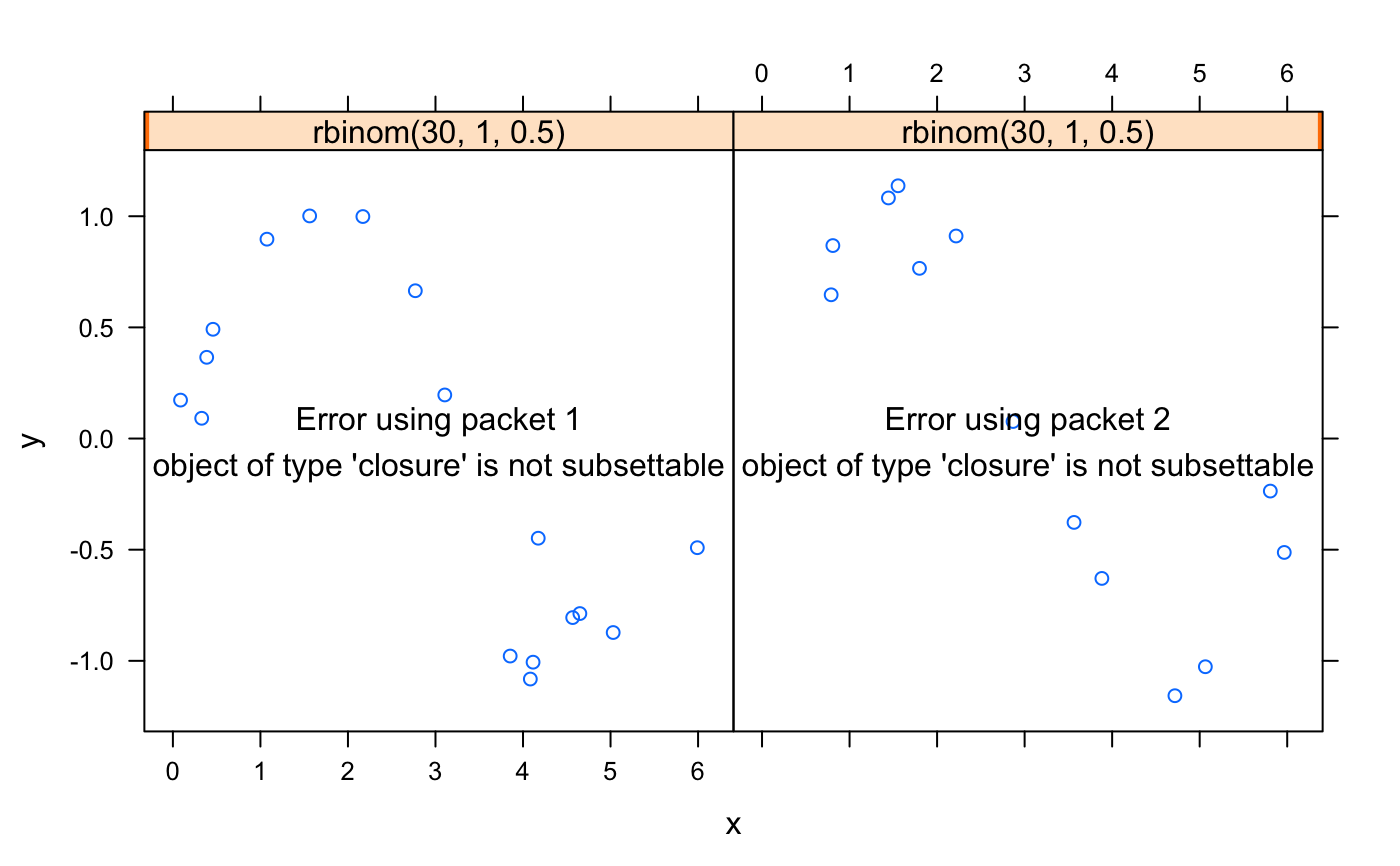 0 1 2 3 4 5 6
rbinom(30, 1, 0.5) rbinom(30, 1, 0.5)
1.0
0.5
Error using packet 1 Error using packet 2
0.0
y
object of type 'closure' is not subsettable object of type 'closure' is not subsettable
-0.5
-1.0
0 1 2 3 4 5 6
x